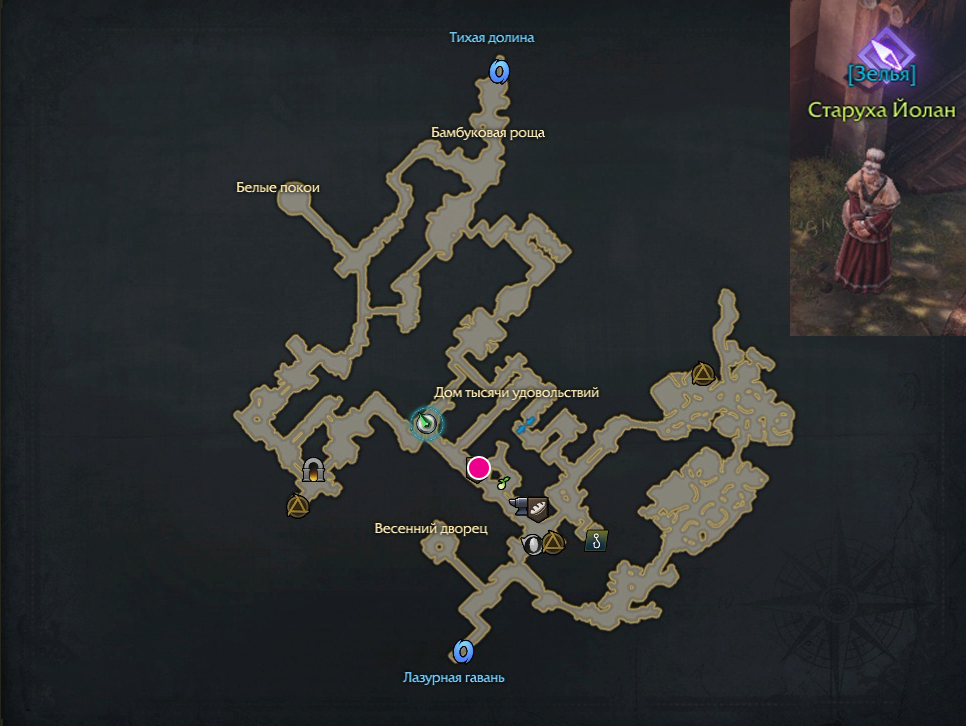 Тихая долина
[Зелья]
Старуха Йолан
Бамбуковая роща
Белые покои
Дом тысячи удовольствий
Весенний дворец
Лазурная гавань